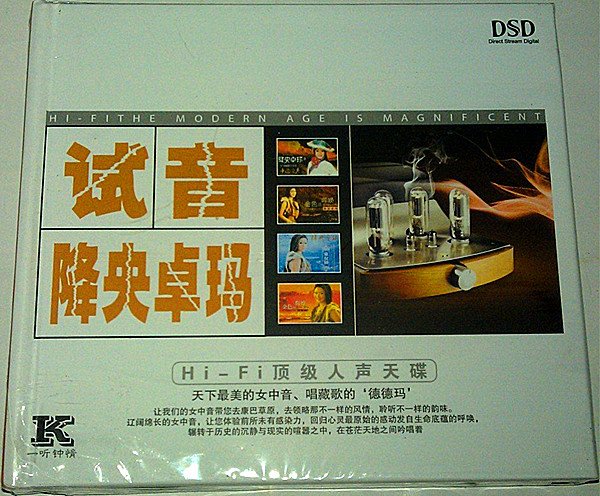 DSD
Direct Stream Digital
HI-FITHE MODERN AGE IS MAGNIFICENT
试音
降央卓玛
降央卓玛
Hi-Fi顶级人声天碟
天下最美的女中音、唱藏歌的‘德德玛’
让我们的女中音带您去康巴草原，去领略那不一样的风情，聆听不一样的韵味。
辽阔绵长的女中音，让您体验前所未有感染力，回归心灵最原始的感动发自生命底蕴的呼唤，
辗转于历史的沉静与现实的喧嚣之中，在苍茫天地之间吟唱着
K
一听钟情